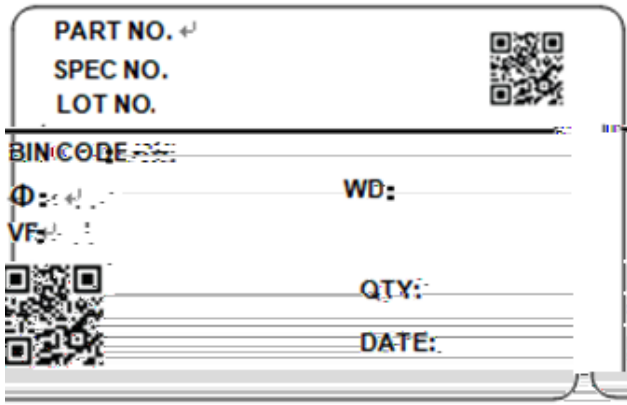 PART NO. ↵
SPEC NO.
LOT NO.
BIN CODE
Φ: ↵
WD:
VF:↵
QTY:
DATE: